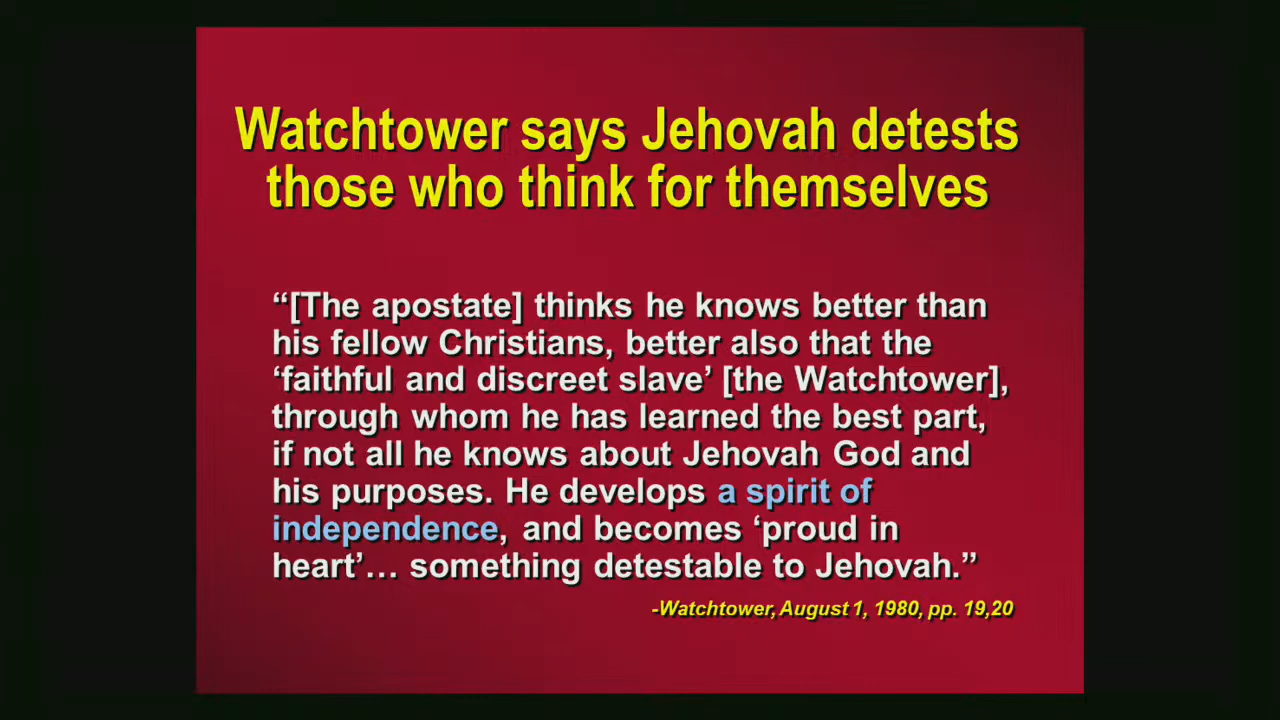 Watchtower says Jehovah detests
those who think for themselves
“[The apostate] thinks he knows better than
his fellow Christians, better also that the
‘faithful and discreet slave’ [the Watchtower],
through whom he has learned the best part,
if not all he knows about Jehovah God and
his purposes. He develops a spirit of
independence, and becomes ‘proud in
heart’… something detestable to Jehovah.”
-Watchtower, August 1, 1980, pp. 19,20